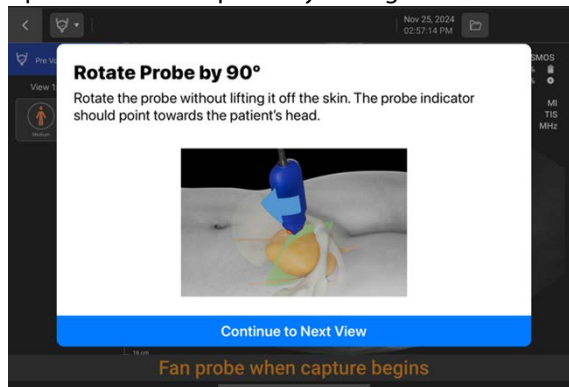 Nov 25, 2024
02:57:14 PM
Pre Vo
SMOS
View 1:
Medium
MI
TIS
MHz
Rotate Probe by 90°
Rotate the probe without lifting it off the skin. The probe indicator
should point towards the patient's head.
Continue to Next View
16 cm
Fan probe when capture begins